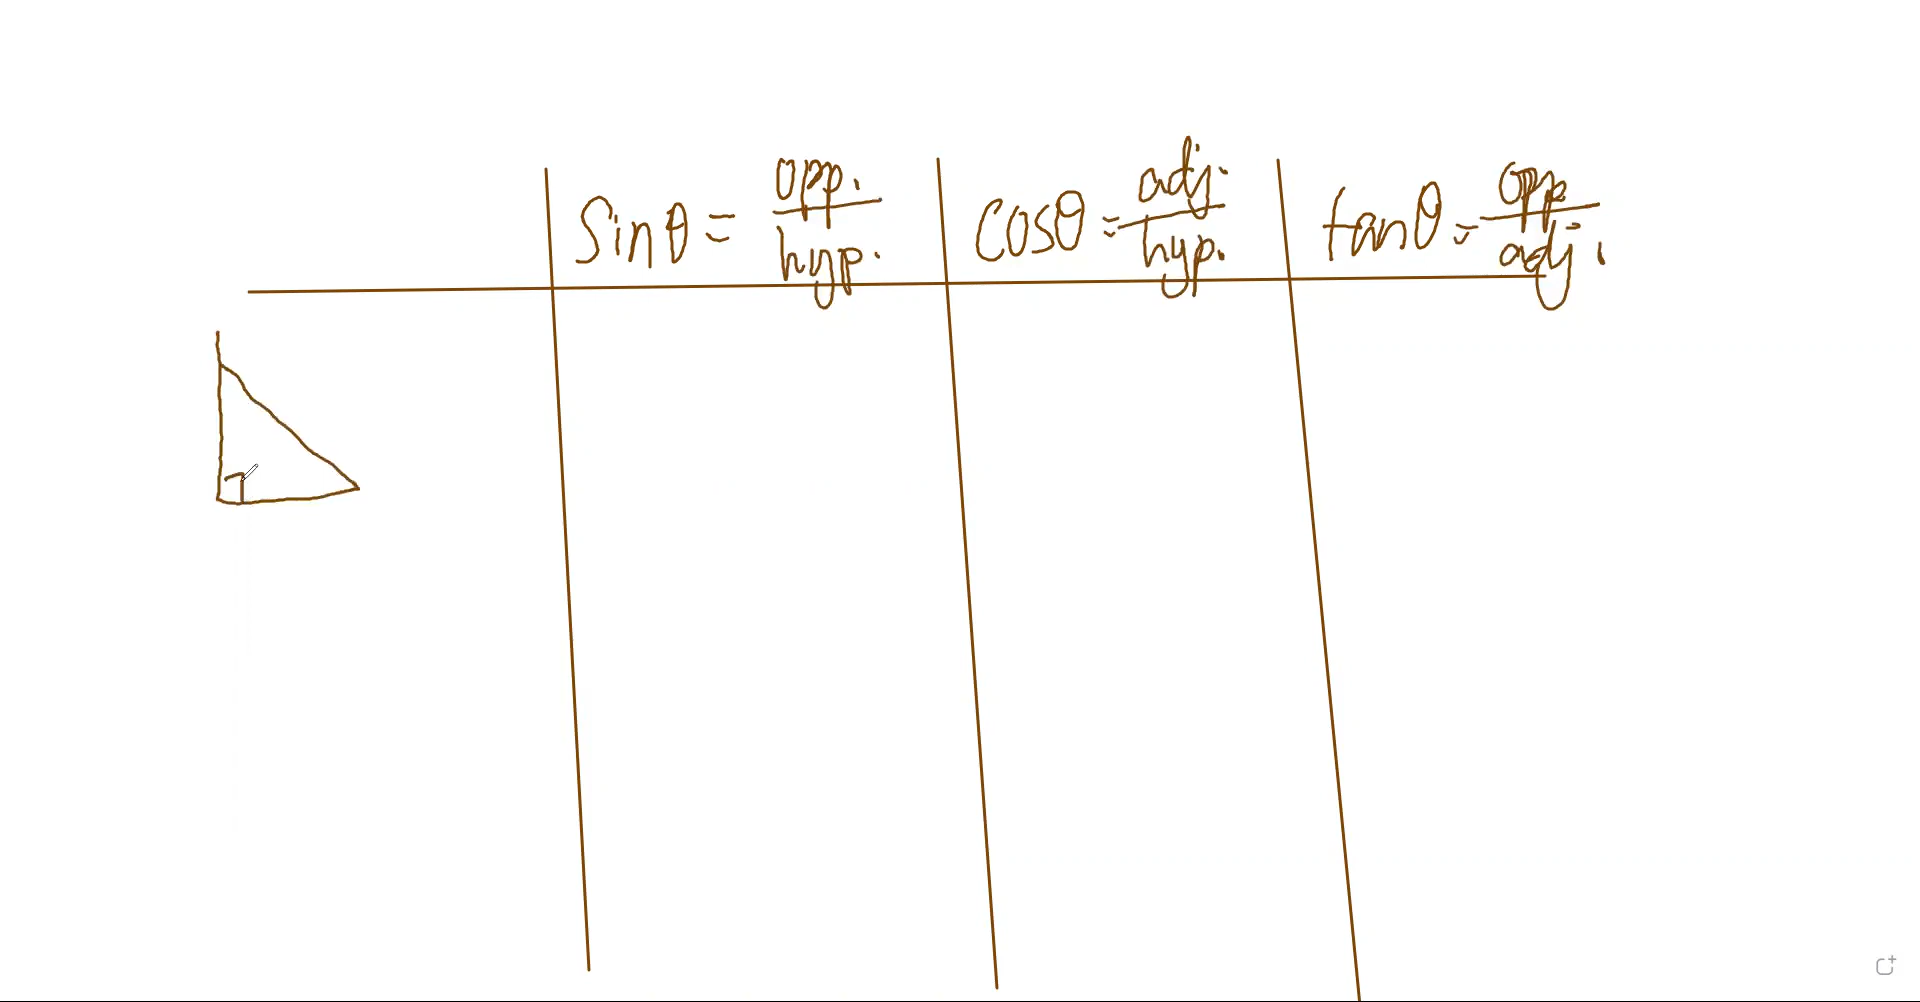 Sinθ = opp. / hyp.
cosθ = adj. / hyp.
tanθ = opp / adj.